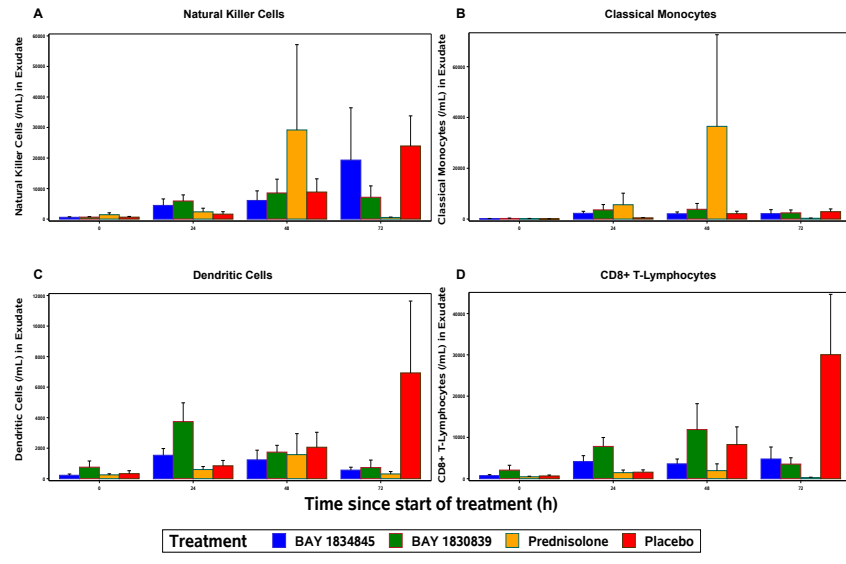 A
Natural Killer Cells
Natural Killer Cells (/mL) in Exudate
60000
50000
40000
30000
20000
10000
0
0
24
48
72
B
Classical Monocytes
Classical Monocytes (/mL) in Exudate
60000
40000
20000
0
0
24
48
72
C
Dendritic Cells
Dendritic Cells (/mL) in Exudate
12000
10000
8000
6000
4000
2000
0
0
24
48
72
D
CD8+ T-Lymphocytes
CD8+ T-Lymphocytes (/mL) in Exudate
40000
30000
20000
10000
0
0
24
48
72
Time since start of treatment (h)
Treatment BAY 1834845 BAY 1830839 Prednisolone Placebo